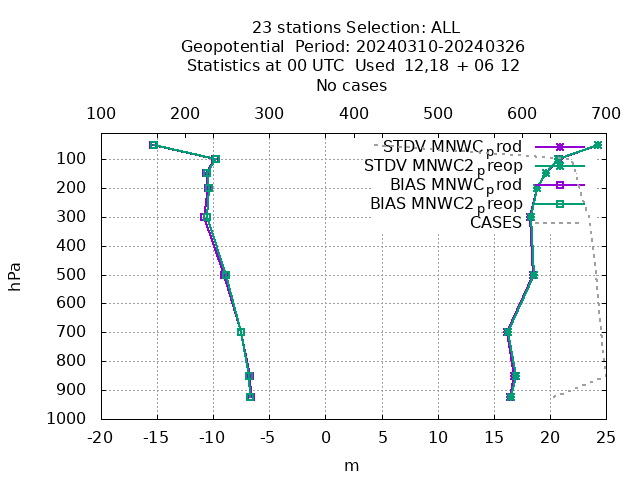 23 stations Selection: ALL
Geopotential  Period: 20240310-20240326
Statistics at 00 UTC  Used  12,18 + 06 12
No cases
100 200 300 400 500 600 700
STDV MNWC_prod
STDV MNWC2_preop
BIAS MNWC_prod
BIAS MNWC2_preop
CASES
100
200
300
400
500
600
700
800
900
1000
hPa
-20 -15 -10 -5 0 5 10 15 20 25
m